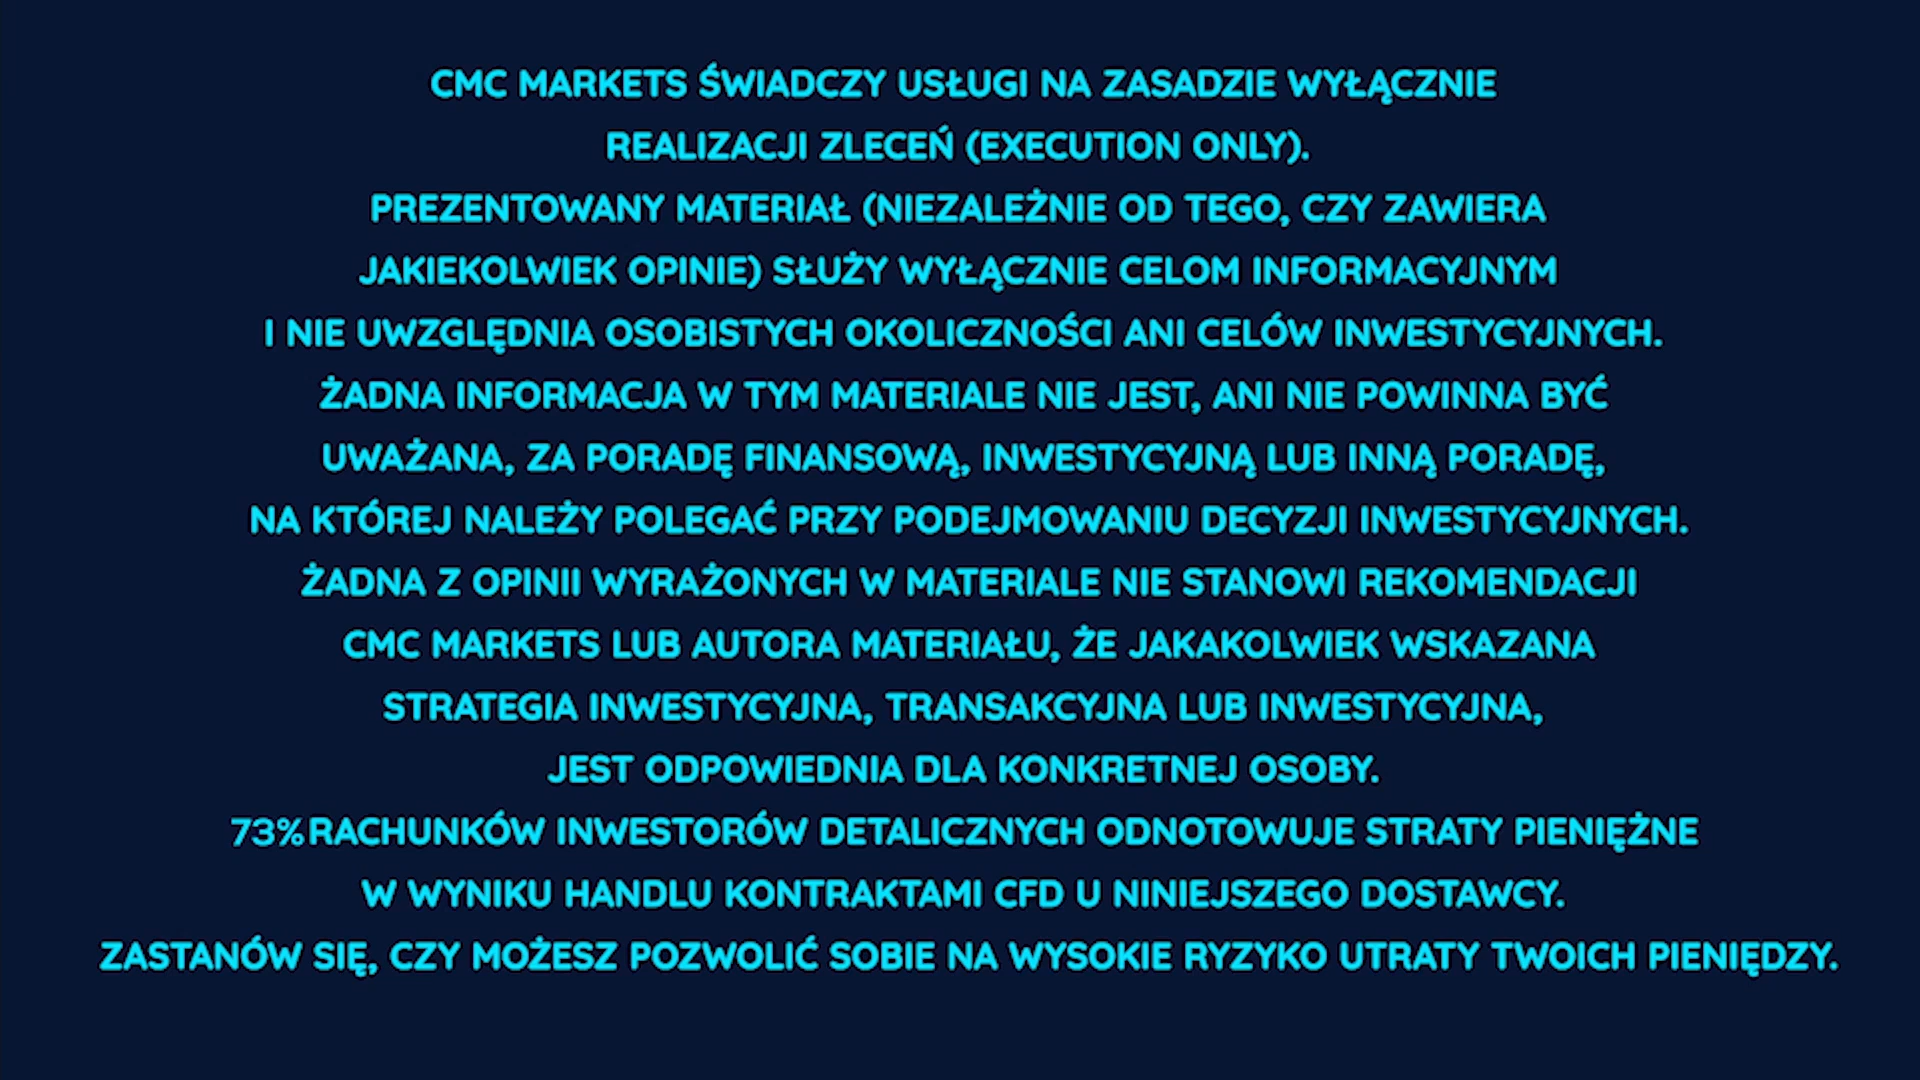 CMC MARKETS ŚWIADCZY USŁUGI NA ZASADZIE WYŁĄCZNIE
REALIZACJI ZLECEŃ (EXECUTION ONLY).
PREZENTOWANY MATERIAŁ (NIEZALEŻNIE OD TEGO, CZY ZAWIERA
JAKIEKOLWIEK OPINIE) SŁUŻY WYŁĄCZNIE CELOM INFORMACYJNYM
I NIE UWZGLĘDNIA OSOBISTYCH OKOLICZNOŚCI ANI CELÓW INWESTYCYJNYCH.
ŻADNA INFORMACJA W TYM MATERIALE NIE JEST, ANI NIE POWINNA BYĆ
UWAŻANA, ZA PORADĘ FINANSOWĄ, INWESTYCYJNĄ LUB INNĄ PORADĘ,
NA KTÓREJ NALEŻY POLEGAĆ PRZY PODEJMOWANIU DECYZJI INWESTYCYJNYCH.
ŻADNA Z OPINII WYRAŻONYCH W MATERIALE NIE STANOWI REKOMENDACJI
CMC MARKETS LUB AUTORA MATERIAŁU, ŻE JAKAKOLWIEK WSKAZANA
STRATEGIA INWESTYCYJNA, TRANSAKCYJNA LUB INWESTYCYJNA,
JEST ODPOWIEDNIA DLA KONKRETNEJ OSOBY.
73% RACHUNKÓW INWESTORÓW DETALICZNYCH ODNOTOWUJE STRATY PIENIĘŻNE
W WYNIKU HANDLU KONTRAKTAMI CFD U NINIEJSZEGO DOSTAWCY.
ZASTANÓW SIĘ, CZY MOŻESZ POZWOLIĆ SOBIE NA WYSOKIE RYZYKO UTRATY TWOICH PIENIĘDZY.